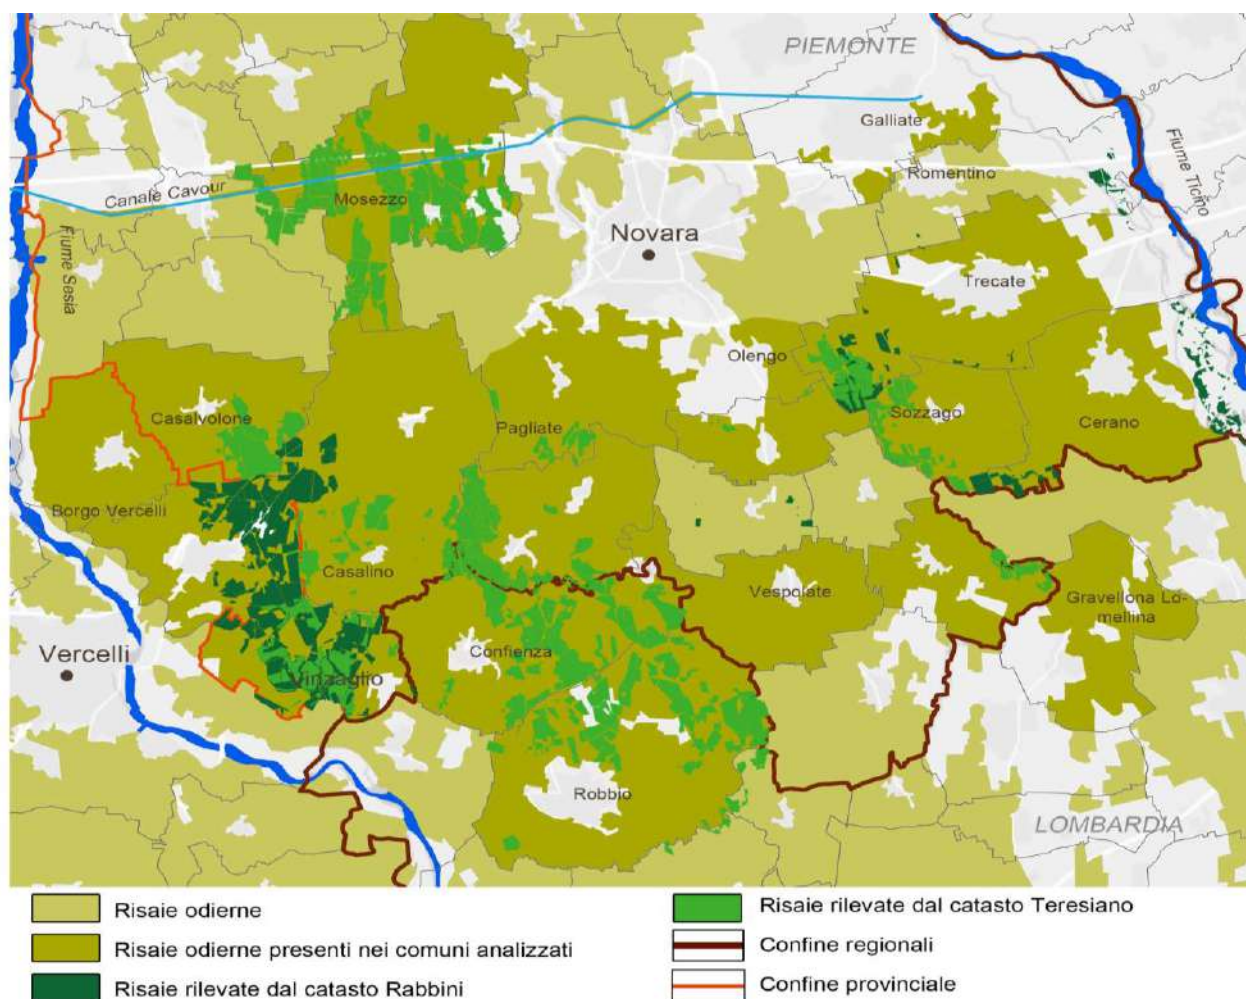 PIEMONTE
Galliate
Fiume Ticino
Romentino
Canale Cavour
Mosezzo
Novara
Fiume Sesia
Trecate
Olengo
Casalvolone
Pagliate
Sozzago
Cerano
Borgo Vercelli
Casalino
Vespolate
Gravellona Lo-
mellina
Vercelli
Confienza
Vinzaglio
Robbio
LOMBARDIA
Risaie odierne
Risaie odierne presenti nei comuni analizzati
Risaie rilevate dal catasto Rabbini
Risaie rilevate dal catasto Teresiano
Confine regionali
Confine provinciale